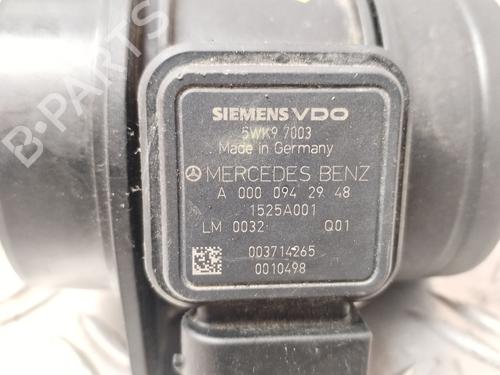 SIEMENS VDO
5WK9 7003
Made in Germany
MERCEDES BENZ
A 000 094 29 48
1525A001
LM 0032 Q01
003714265
0010498